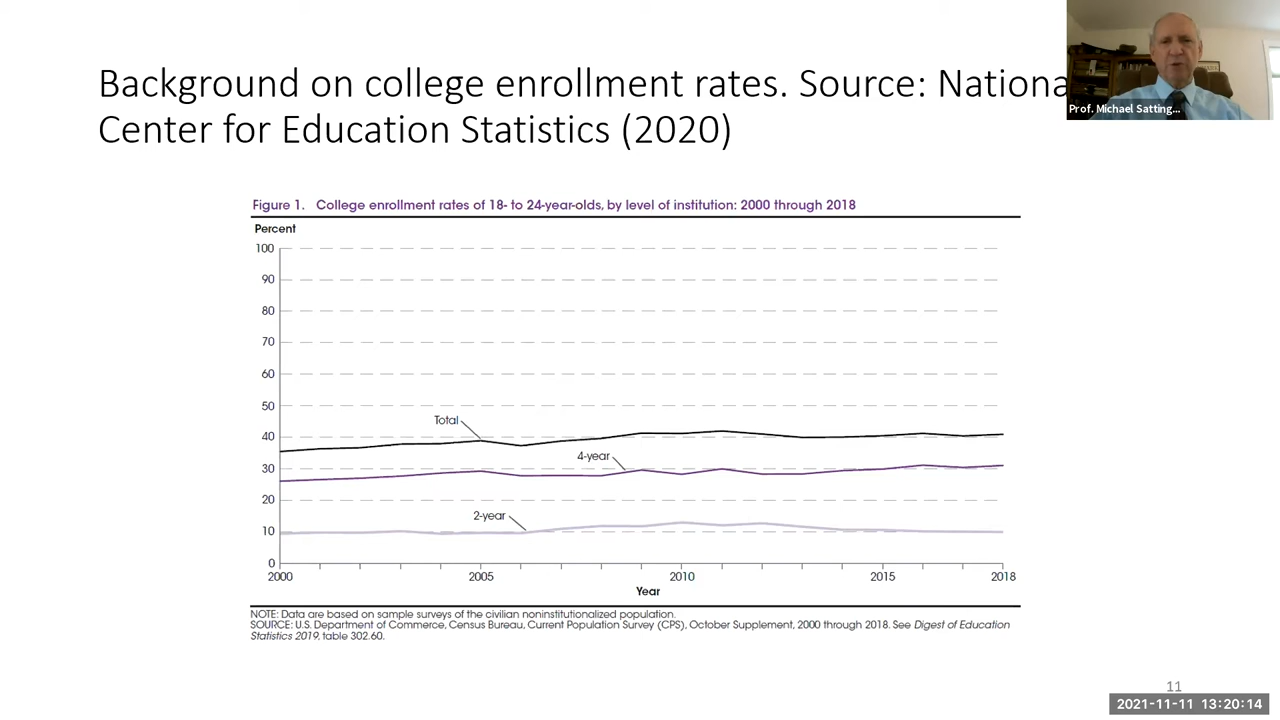 Background on college enrollment rates. Source: Nationa
Center for Education Statistics (2020)
Prof. Michael Satting...
Figure 1. College enrollment rates of 18- to 24-year-olds, by level of institution: 2000 through 2018
Percent
100
90
80
70
60
50
40
30
20
10
0
Total
4-year
2-year
2000 2005 2010 2015 2018
Year
NOTE: Data are based on sample surveys of the civilian noninstitutionalized population.
SOURCE: U.S. Department of Commerce, Census Bureau, Current Population Survey (CPS), October Supplement, 2000 through 2018. See Digest of Education
Statistics 2019, table 302.60.
11
2021-11-11 13:20:14